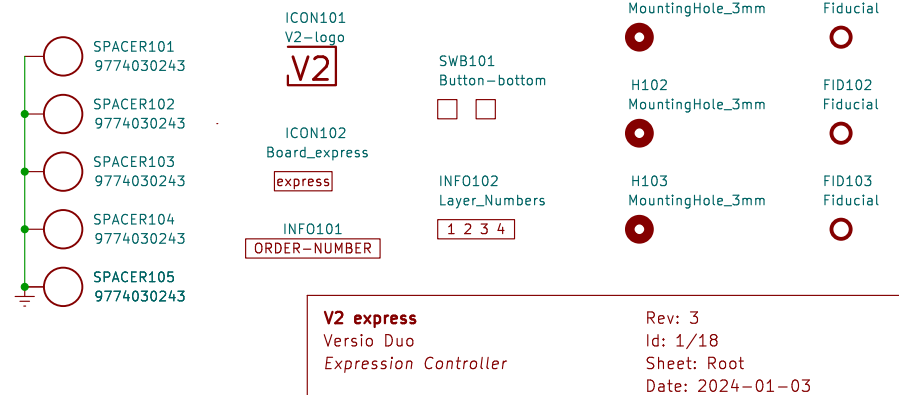 SPACER101
9774030243
SPACER102
9774030243
SPACER103
9774030243
SPACER104
9774030243
SPACER105
9774030243
ICON101
V2-logo
V2
ICON102
Board_express
express
INFO101
ORDER-NUMBER
SWB101
Button-bottom
INFO102
Layer_Numbers
1 2 3 4
MountingHole_3mm
H102
MountingHole_3mm
H103
MountingHole_3mm
Fiducial
FID102
Fiducial
FID103
Fiducial
V2 express
Versio Duo
Expression Controller
Rev: 3
Id: 1/18
Sheet: Root
Date: 2024-01-03